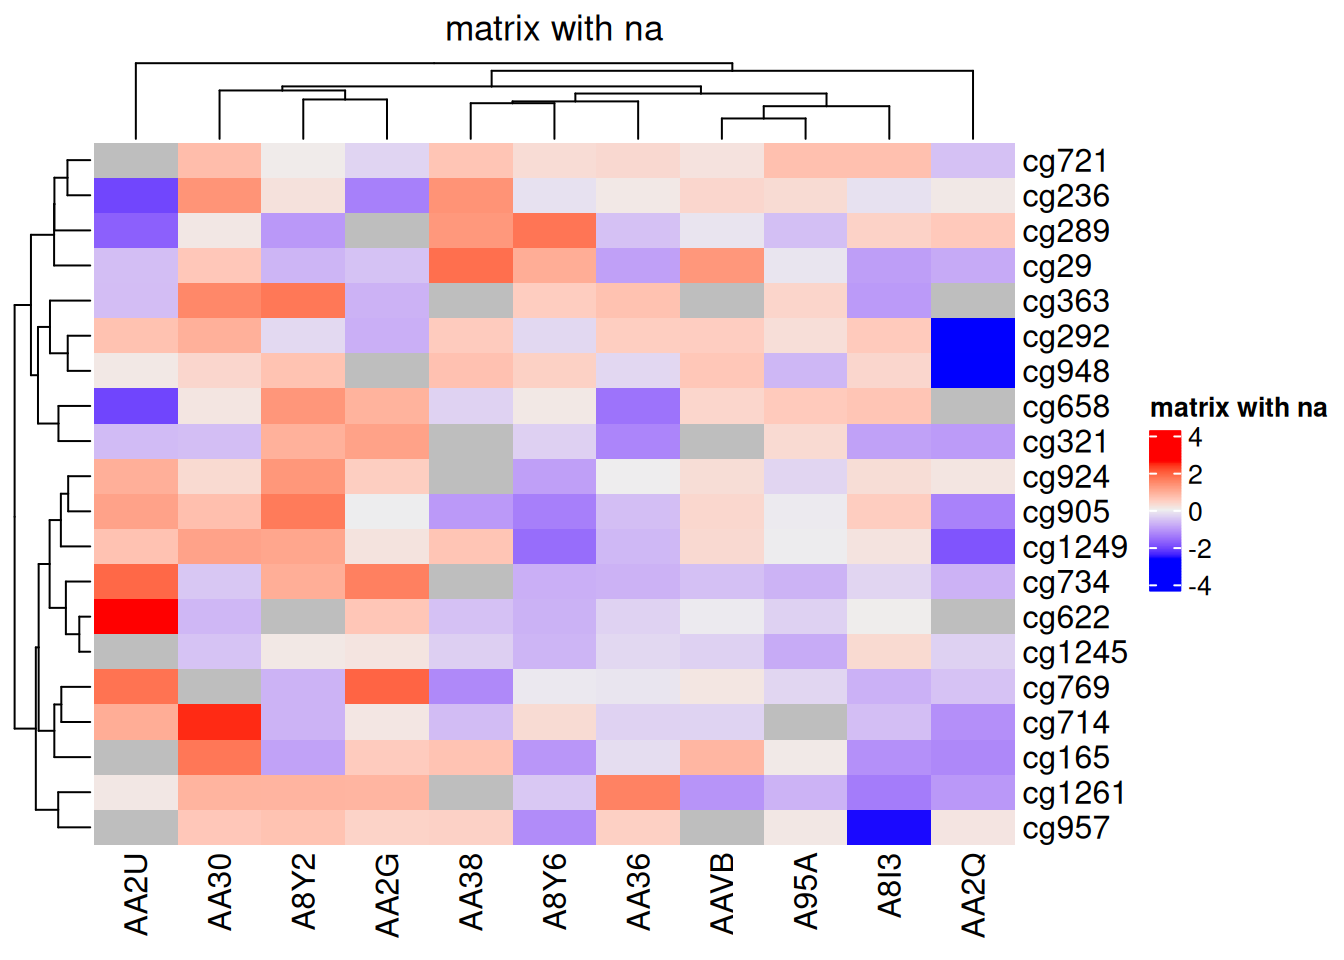 matrix with na
cg721
cg236
cg289
cg29
cg363
cg292
cg948
cg658
cg321
cg924
cg905
cg1249
cg734
cg622
cg1245
cg769
cg714
cg165
cg1261
cg957
AA2U
AA30
A8Y2
AA2G
AA38
A8Y6
AA36
AAVB
A95A
A8I3
AA2Q
matrix with na
4
2
0
-2
-4